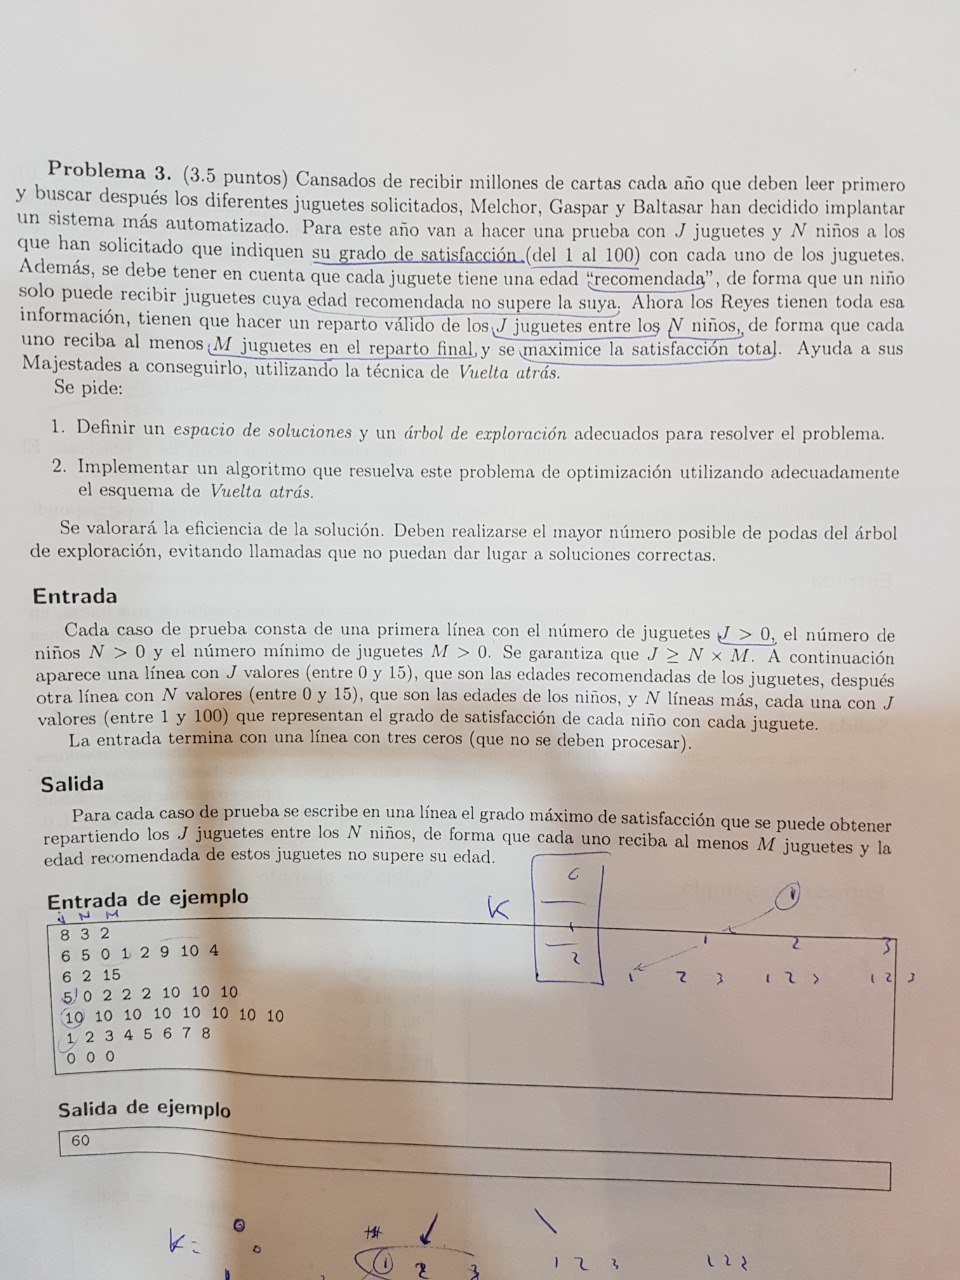 Problema 3. (3.5 puntos) Cansados de recibir millones de cartas cada año que deben leer primero
y buscar después los diferentes juguetes solicitados, Melchor, Gaspar y Baltasar han decidido implantar
un sistema más automatizado. Para este año van a hacer una prueba con J juguetes y N niños a los
que han solicitado que indiquen su grado de satisfacción (del 1 al 100) con cada uno de los juguetes.
Además, se debe tener en cuenta que cada juguete tiene una edad “recomendada”, de forma que un niño
solo puede recibir juguetes cuya edad recomendada no supere la suya. Ahora los Reyes tienen toda esa
información, tienen que hacer un reparto válido de los J juguetes entre los N niños, de forma que cada
uno reciba al menos M juguetes en el reparto final y se maximice la satisfacción total. Ayuda a sus
Majestades a conseguirlo, utilizando la técnica de Vuelta atrás.
Se pide:
1. Definir un espacio de soluciones y un árbol de exploración adecuados para resolver el problema.
2. Implementar un algoritmo que resuelva este problema de optimización utilizando adecuadamente
el esquema de Vuelta atrás.
Se valorará la eficiencia de la solución. Deben realizarse el mayor número posible de podas del árbol
de exploración, evitando llamadas que no puedan dar lugar a soluciones correctas.
Entrada
Cada caso de prueba consta de una primera línea con el número de juguetes J > 0, el número de
niños N > 0 y el número mínimo de juguetes M > 0. Se garantiza que J ≥ N × M. A continuación
aparece una línea con J valores (entre 0 y 15), que son las edades recomendadas de los juguetes, después
otra línea con N valores (entre 0 y 15), que son las edades de los niños, y N líneas más, cada una con J
valores (entre 1 y 100) que representan el grado de satisfacción de cada niño con cada juguete.
La entrada termina con una línea con tres ceros (que no se deben procesar).
Salida
Para cada caso de prueba se escribe en una línea el grado máximo de satisfacción que se puede obtener
repartiendo los J juguetes entre los N niños, de forma que cada uno reciba al menos M juguetes y la
edad recomendada de estos juguetes no supere su edad.
Entrada de ejemplo
J N M
8 3 2
6 5 0 1 2 9 10 4
6 2 15
5 0 2 2 2 10 10 10
10 10 10 10 10 10 10 10
1 2 3 4 5 6 7 8
0 0 0
K
1 2 3
1 2 3 1 2 3 1 2 3
Salida de ejemplo
60
K =
1 2 3 1 2 3 1 2 3